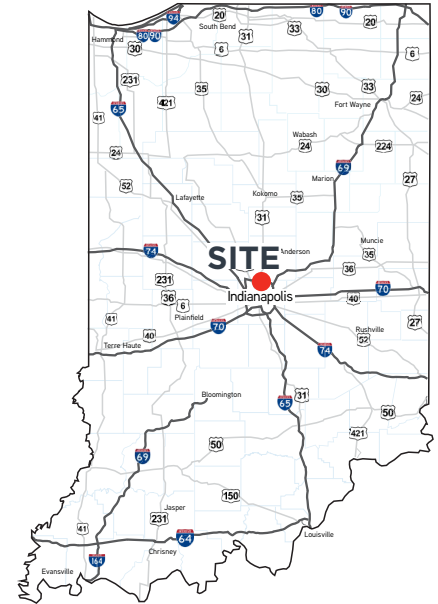 94
20
80
90
South Bend
33
20
Hammond
80 90
31
30
6
6
231
421
35
30
33
Fort Wayne
24
65
41
Wabash
24
24
224
69
Marion
27
52
Lafayette
Kokomo
35
31
74
SITE
Anderson
Muncie
35
36
231
70
36
6
Indianapolis
40
41
Plainfield
70
27
40
Rushville
52
Terre Haute
74
Bloomington
65
31
50
421
50
69
150
Jasper
231
41
64
Louisville
Chrisney
164
Evansville